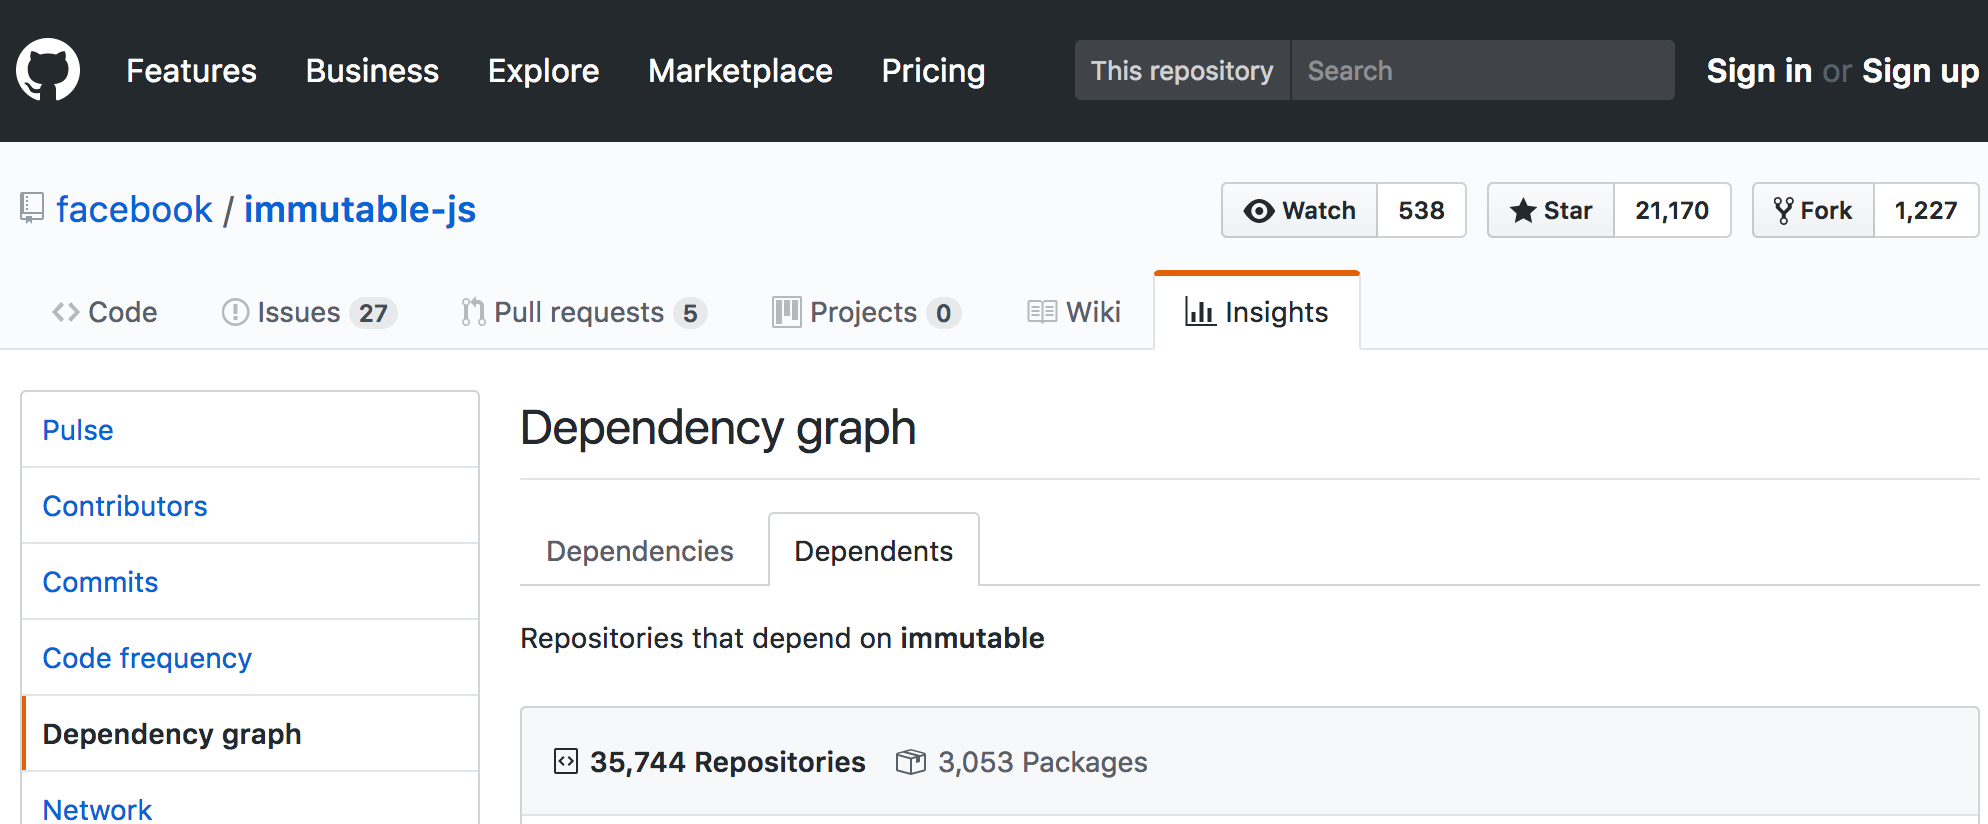 Features Business Explore Marketplace Pricing This repository Search Sign in or Sign up
facebook / immutable-js Watch 538 Star 21,170 Fork 1,227
Code Issues 27 Pull requests 5 Projects 0 Wiki Insights
Pulse
Contributors
Commits
Code frequency
Dependency graph
Network
Dependency graph
Dependencies Dependents
Repositories that depend on immutable
35,744 Repositories 3,053 Packages